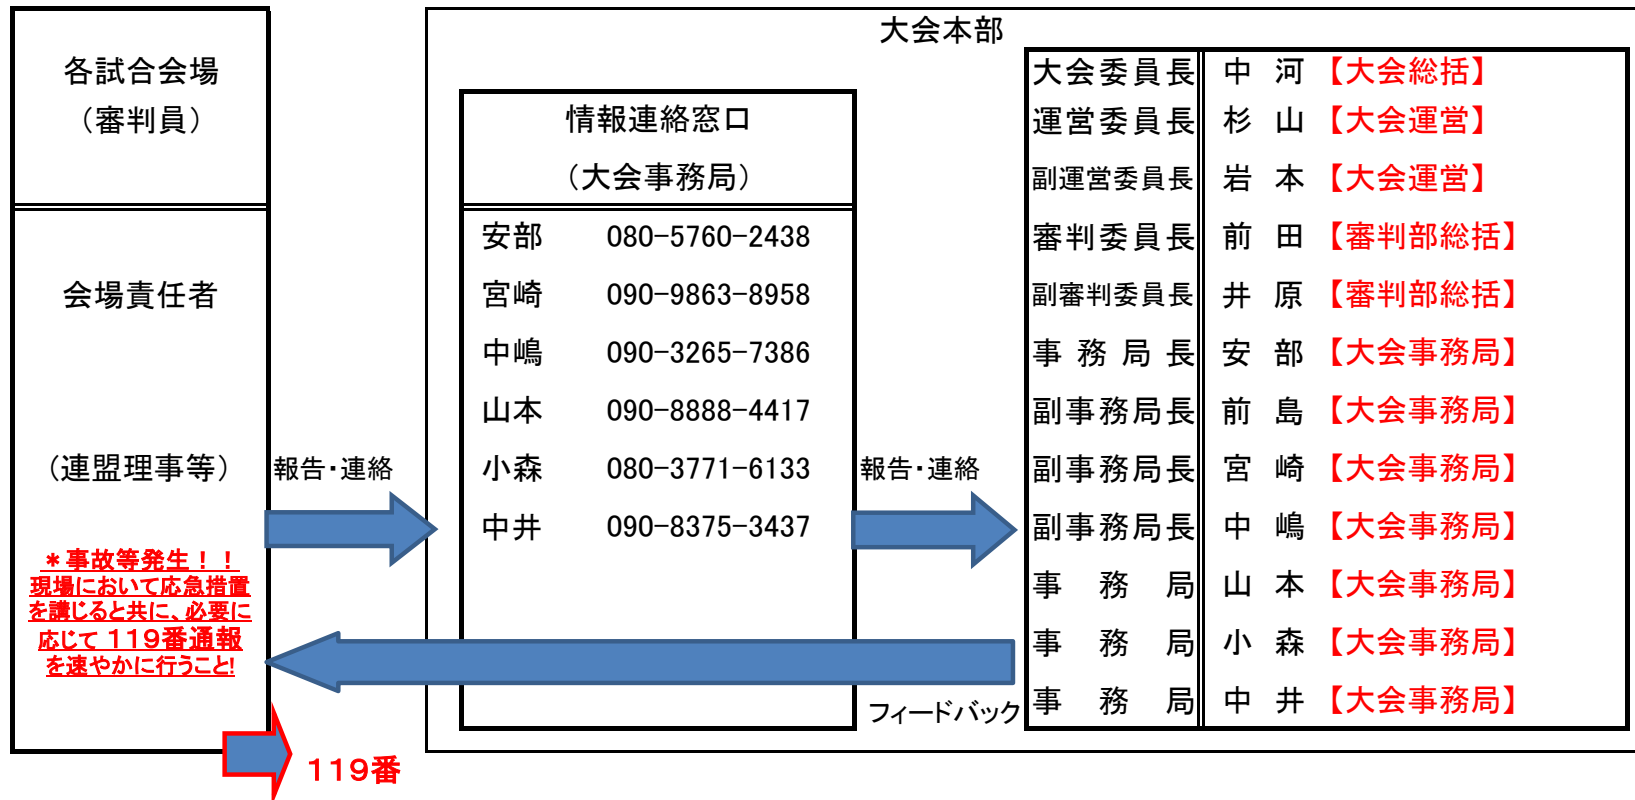 大会本部
各試合会場
（審判員）
会場責任者
（連盟理事等）
＊事故等発生！！
現場において応急措置
を講じると共に、必要に
応じて 119番通報
を速やかに行うこと!
119番
報告・連絡
情報連絡窓口
（大会事務局）
安部 080-5760-2438
宮崎 090-9863-8958
中嶋 090-3265-7386
山本 090-8888-4417
小森 080-3771-6133
中井 090-8375-3437
報告・連絡
フィードバック
大会委員長 中 河 【大会総括】
運営委員長 杉 山 【大会運営】
副運営委員長 岩 本 【大会運営】
審判委員長 前 田 【審判部総括】
副審判委員長 井 原 【審判部総括】
事務局長 安 部 【大会事務局】
副事務局長 前 島 【大会事務局】
副事務局長 宮 崎 【大会事務局】
副事務局長 中 嶋 【大会事務局】
事 務 局 山 本 【大会事務局】
事 務 局 小 森 【大会事務局】
事 務 局 中 井 【大会事務局】